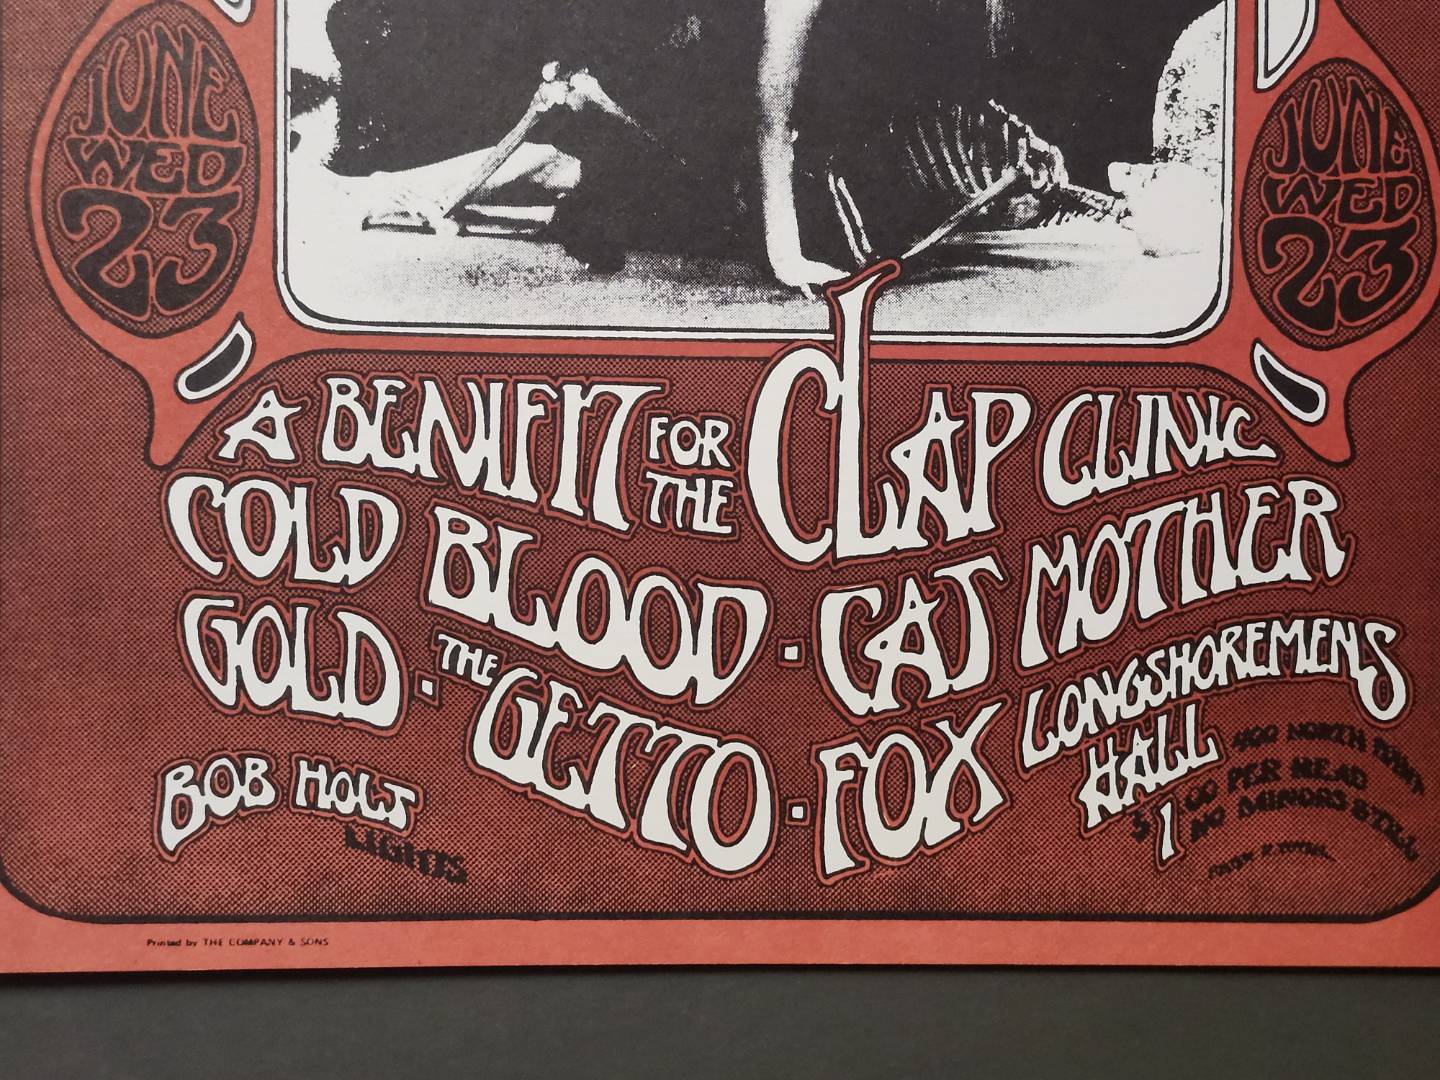 JUNE
WED
23
JUNE
WED
23
A BENIFIT FOR THE CLAP CLINIC
COLD BLOOD · CAT MOTHER
GOLD · THE GETTO · FOX
LONGSHOREMENS
HALL
400 NORTH POINT
$1.00 PER HEAD
NO MINORS
BOB HOLT
LIGHTS
Printed by THE COMPANY & SONS